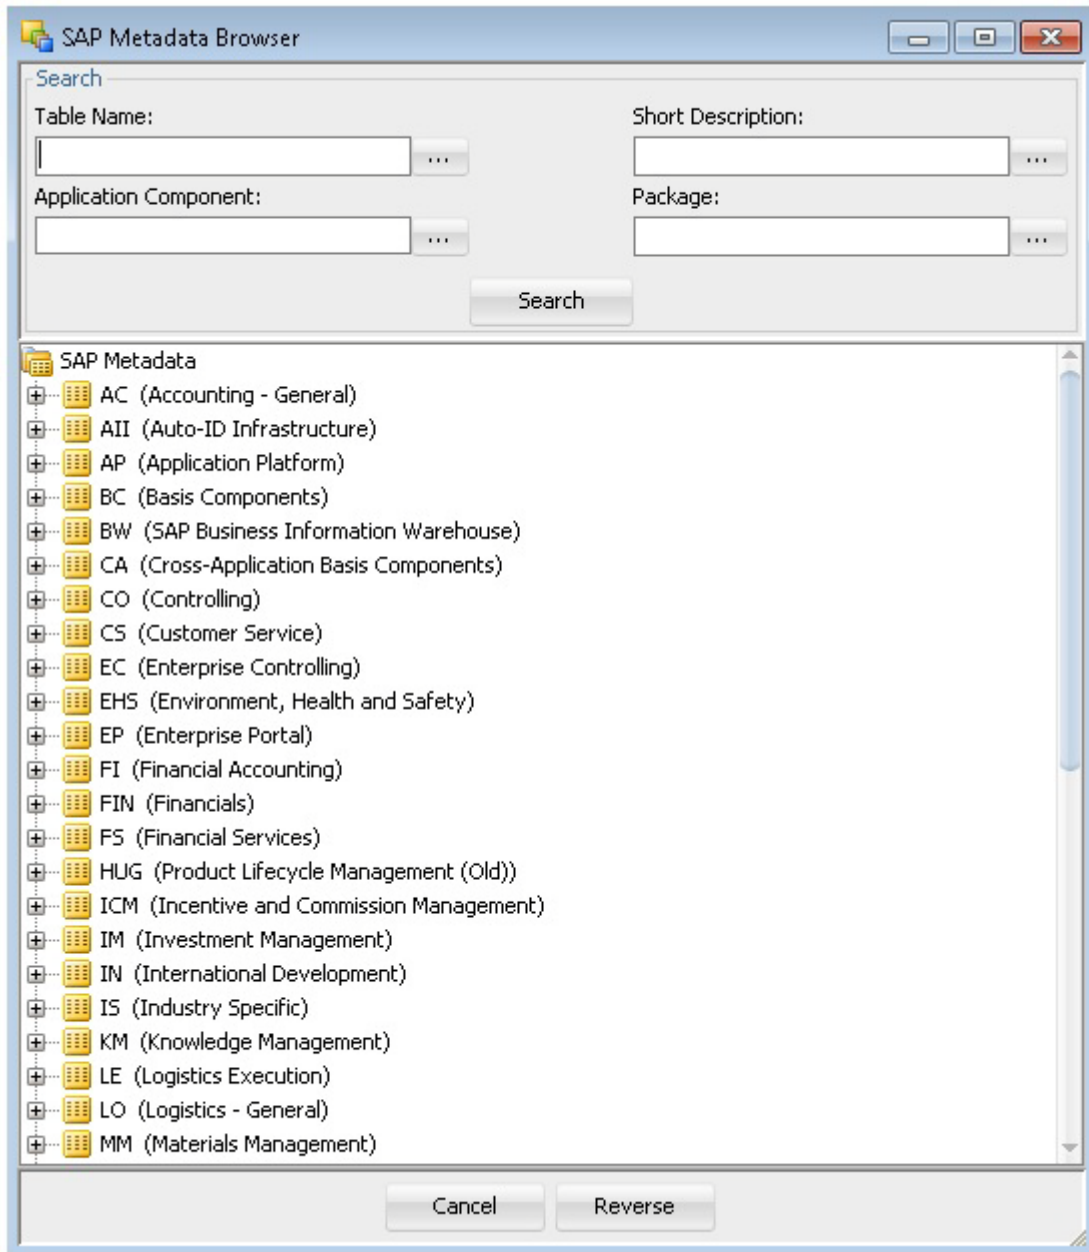 SAP Metadata Browser
Search
Table Name: Short Description:
... ...
Application Component: Package:
... ...
Search
SAP Metadata
AC (Accounting - General)
AII (Auto-ID Infrastructure)
AP (Application Platform)
BC (Basis Components)
BW (SAP Business Information Warehouse)
CA (Cross-Application Basis Components)
CO (Controlling)
CS (Customer Service)
EC (Enterprise Controlling)
EHS (Environment, Health and Safety)
EP (Enterprise Portal)
FI (Financial Accounting)
FIN (Financials)
FS (Financial Services)
HUG (Product Lifecycle Management (Old))
ICM (Incentive and Commission Management)
IM (Investment Management)
IN (International Development)
IS (Industry Specific)
KM (Knowledge Management)
LE (Logistics Execution)
LO (Logistics - General)
MM (Materials Management)
Cancel Reverse